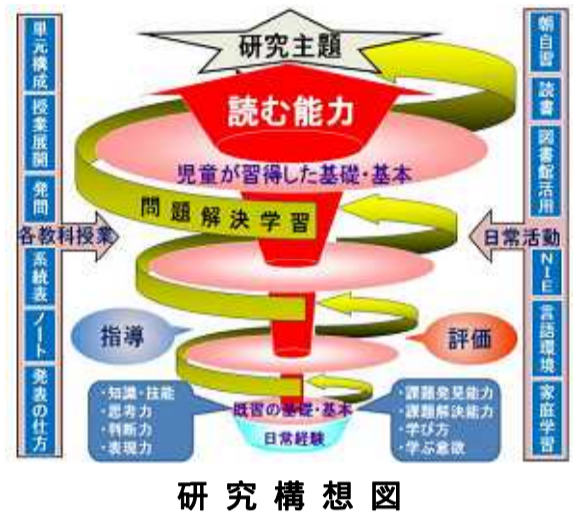 研究主題
読む能力
児童が習得した基礎・基本
問題解決学習
単元構成
授業展開
発問
各教科授業
系統表
ノート
発表の仕方
朝自習
読書
図書館活用
日常活動
NIE
言語環境
家庭学習
指導
評価
・知識・技能
・思考力
・判断力
・表現力
既習の基礎・基本
日常経験
・課題発見能力
・課題解決能力
・学び方
・学ぶ意欲
研究構想図